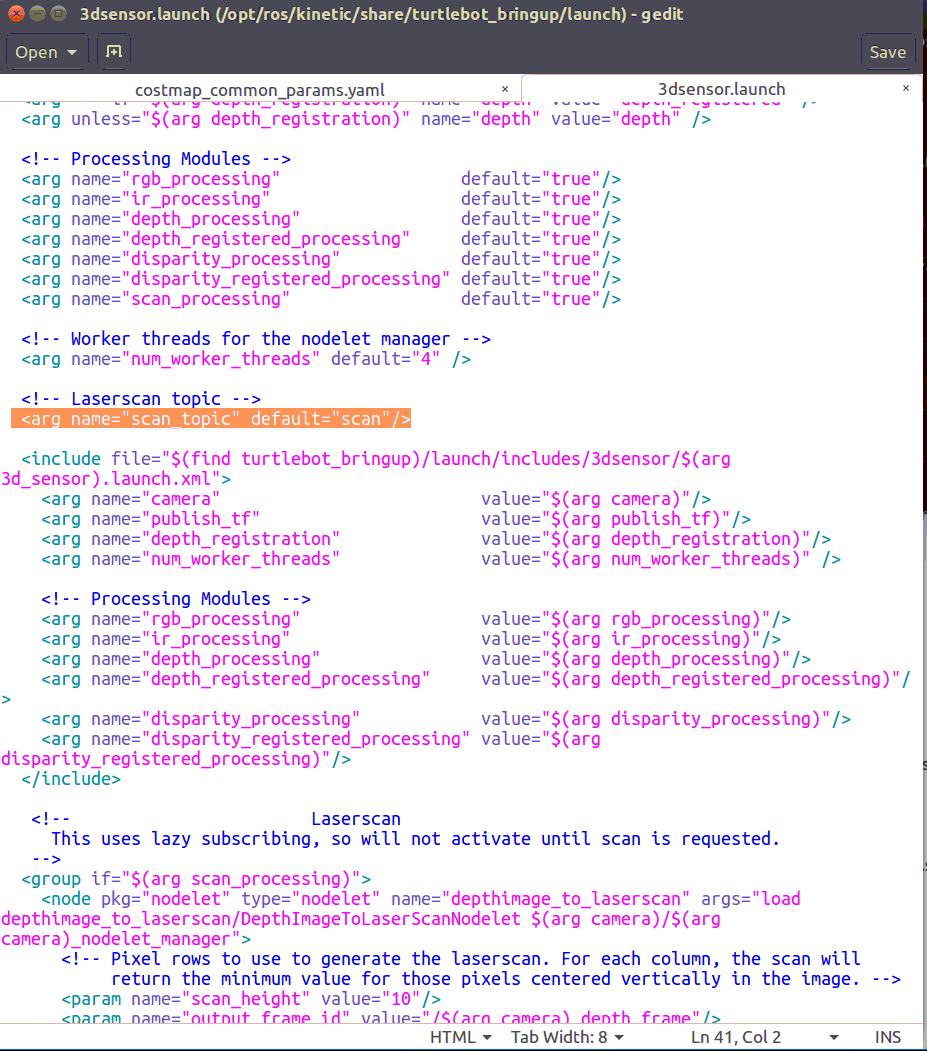 3dsensor.launch (/opt/ros/kinetic/share/turtlebot_bringup/launch) - gedit
Open
Save
costmap_common_params.yaml ×
3dsensor.launch ×
<arg if="$(arg depth_registration)" name="depth" value="depth_registered" />
<arg unless="$(arg depth_registration)" name="depth" value="depth" />
<!-- Processing Modules -->
<arg name="rgb_processing" default="true"/>
<arg name="ir_processing" default="true"/>
<arg name="depth_processing" default="true"/>
<arg name="depth_registered_processing" default="true"/>
<arg name="disparity_processing" default="true"/>
<arg name="disparity_registered_processing" default="true"/>
<arg name="scan_processing" default="true"/>
<!-- Worker threads for the nodelet manager -->
<arg name="num_worker_threads" default="4" />
<!-- Laserscan topic -->
<arg name="scan_topic" default="scan"/>
<include file="$(find turtlebot_bringup)/launch/includes/3dsensor/$(arg
3d_sensor).launch.xml">
<arg name="camera" value="$(arg camera)"/>
<arg name="publish_tf" value="$(arg publish_tf)"/>
<arg name="depth_registration" value="$(arg depth_registration)"/>
<arg name="num_worker_threads" value="$(arg num_worker_threads)" />
<!-- Processing Modules -->
<arg name="rgb_processing" value="$(arg rgb_processing)"/>
<arg name="ir_processing" value="$(arg ir_processing)"/>
<arg name="depth_processing" value="$(arg depth_processing)"/>
<arg name="depth_registered_processing" value="$(arg depth_registered_processing)"/
>
<arg name="disparity_processing" value="$(arg disparity_processing)"/>
<arg name="disparity_registered_processing" value="$(arg
disparity_registered_processing)"/>
</include>
<!-- Laserscan
This uses lazy subscribing, so will not activate until scan is requested.
-->
<group if="$(arg scan_processing)">
<node pkg="nodelet" type="nodelet" name="depthimage_to_laserscan" args="load
depthimage_to_laserscan/DepthImageToLaserScanNodelet $(arg camera)/$(arg
camera)_nodelet_manager">
<!-- Pixel rows to use to generate the laserscan. For each column, the scan will
return the minimum value for those pixels centered vertically in the image. -->
<param name="scan_height" value="10"/>
<param name="output_frame_id" value="/$(arg camera)_depth_frame"/>
HTML Tab Width: 8 Ln 41, Col 2 INS